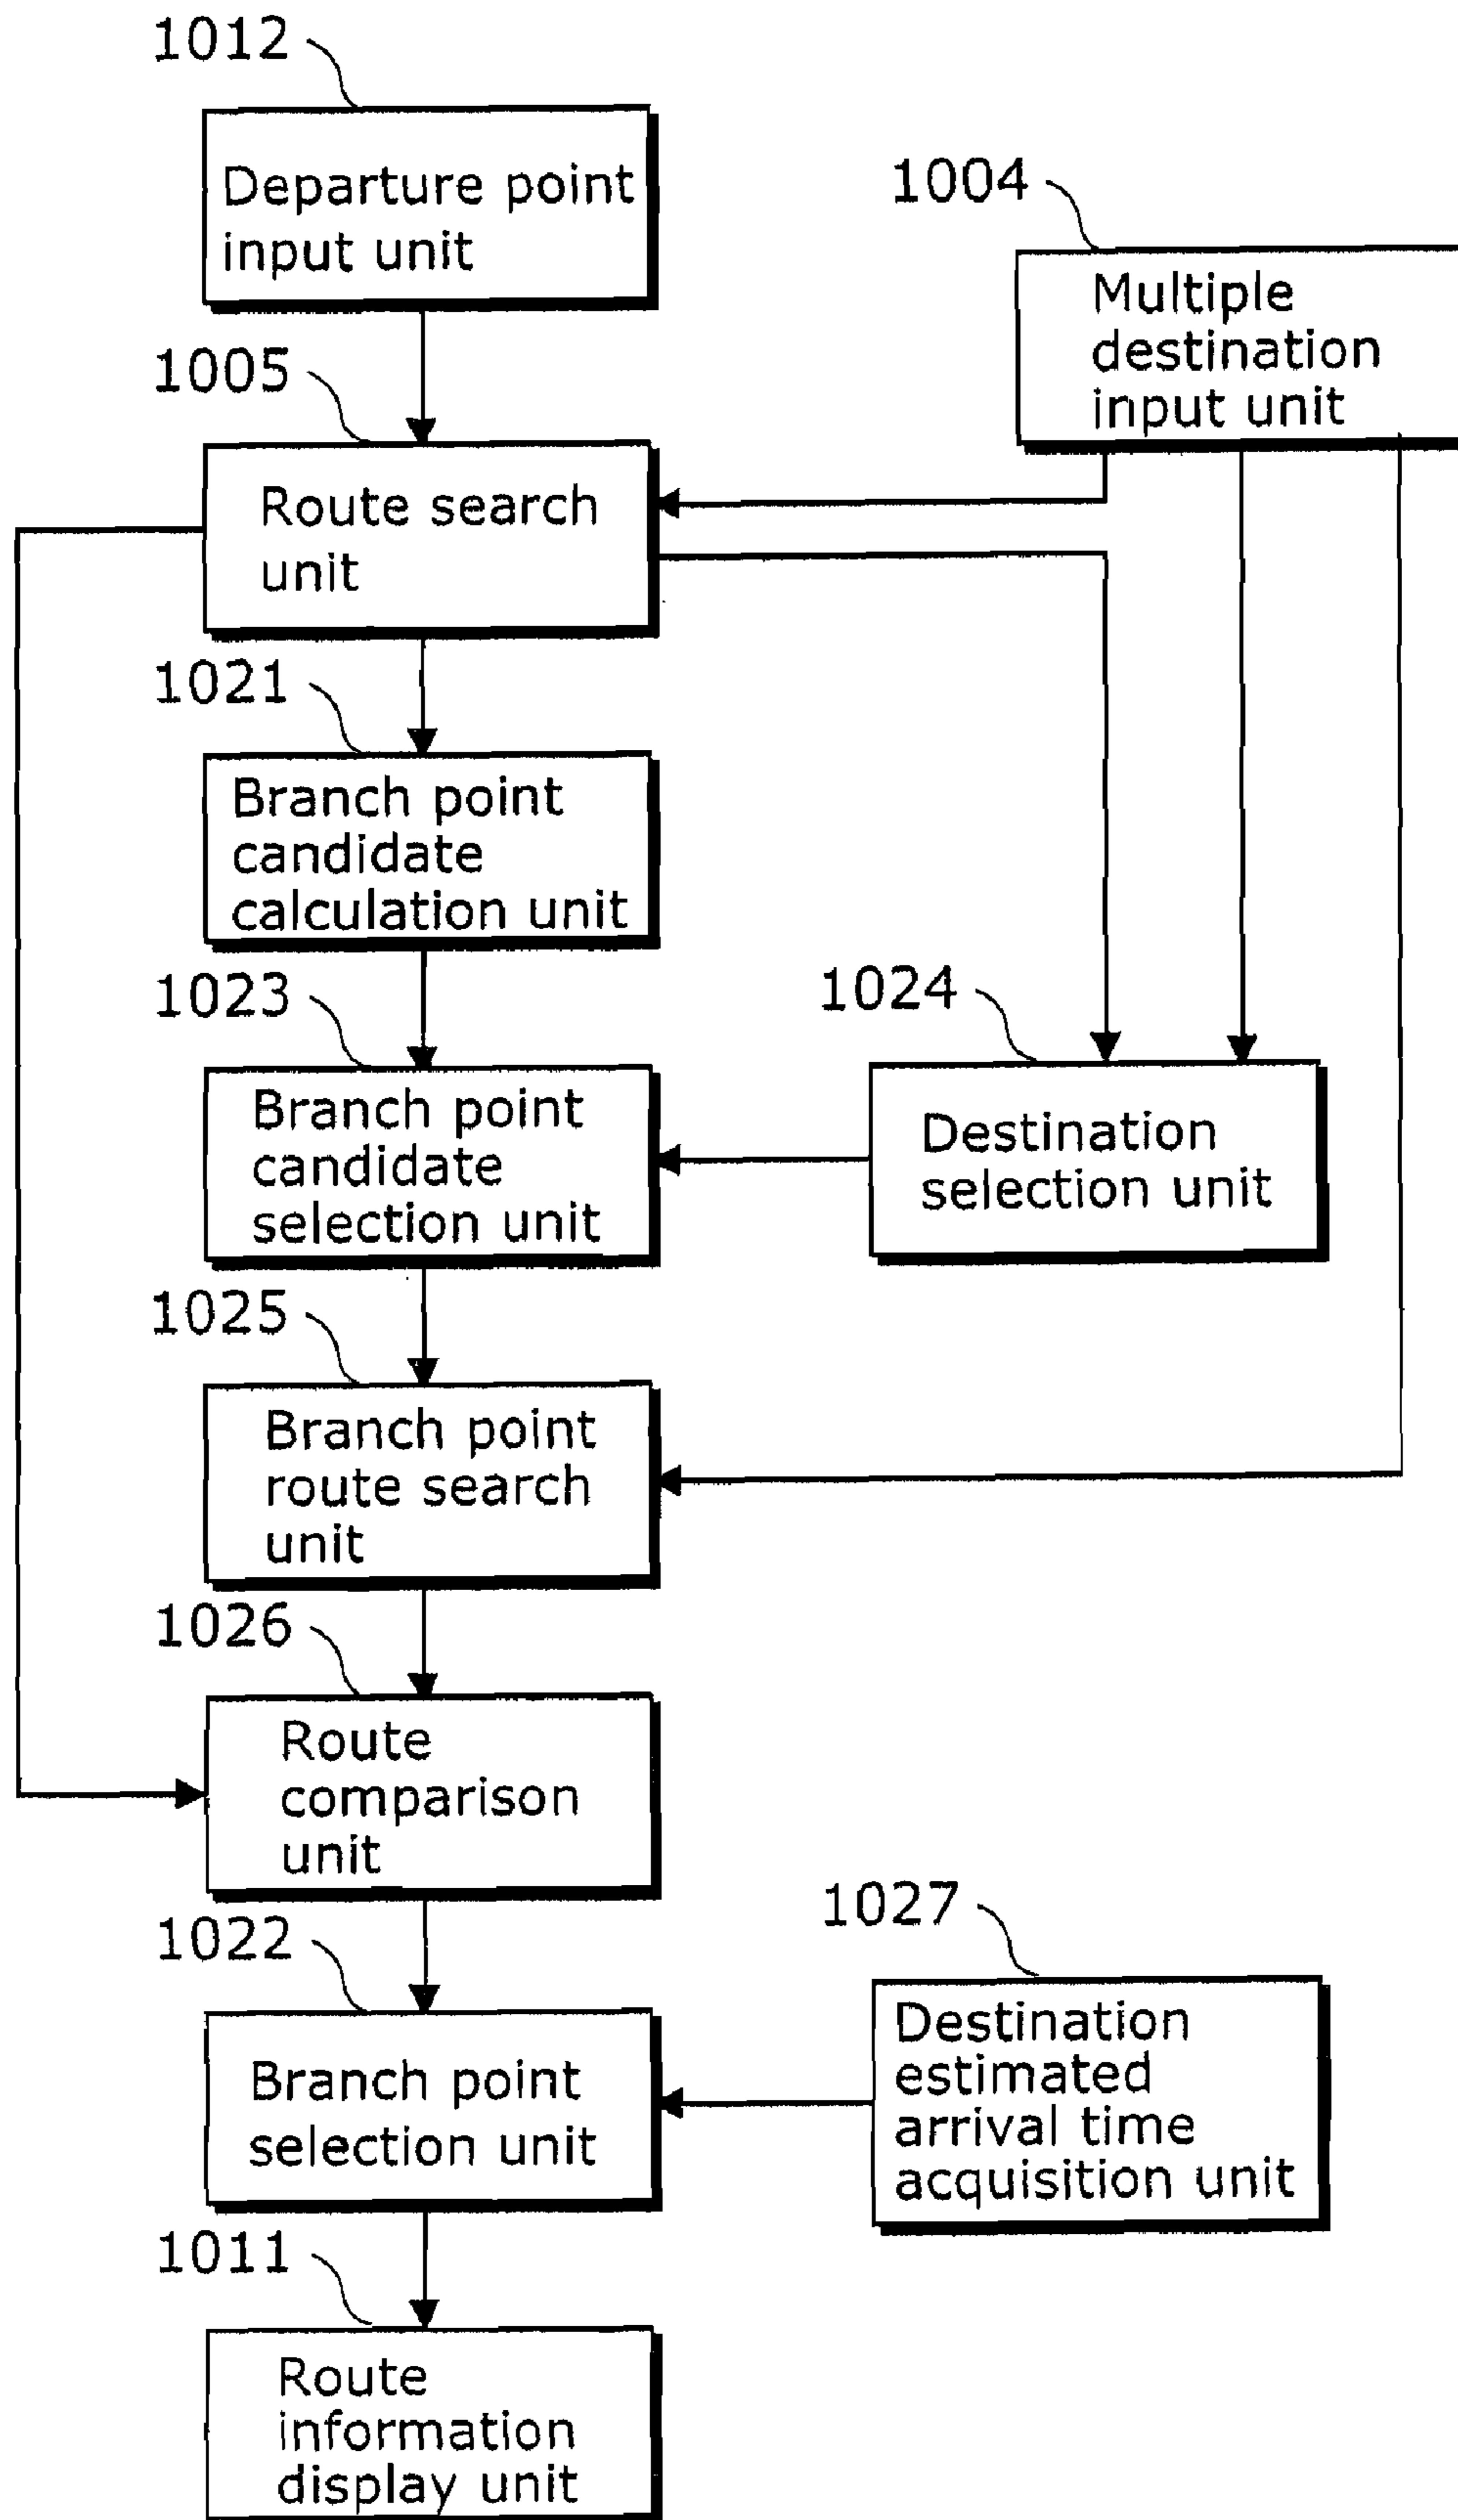 1012
Departure point
input unit
1004
Multiple
destination
input unit
1005
Route search
unit
1021
Branch point
candidate
calculation unit
1023
Branch point
candidate
selection unit
1024
Destination
selection unit
1025
Branch point
route search
unit
1026
Route
comparison
unit
1022
Branch point
selection unit
1027
Destination
estimated
arrival time
acquisition unit
1011
Route
information
display unit